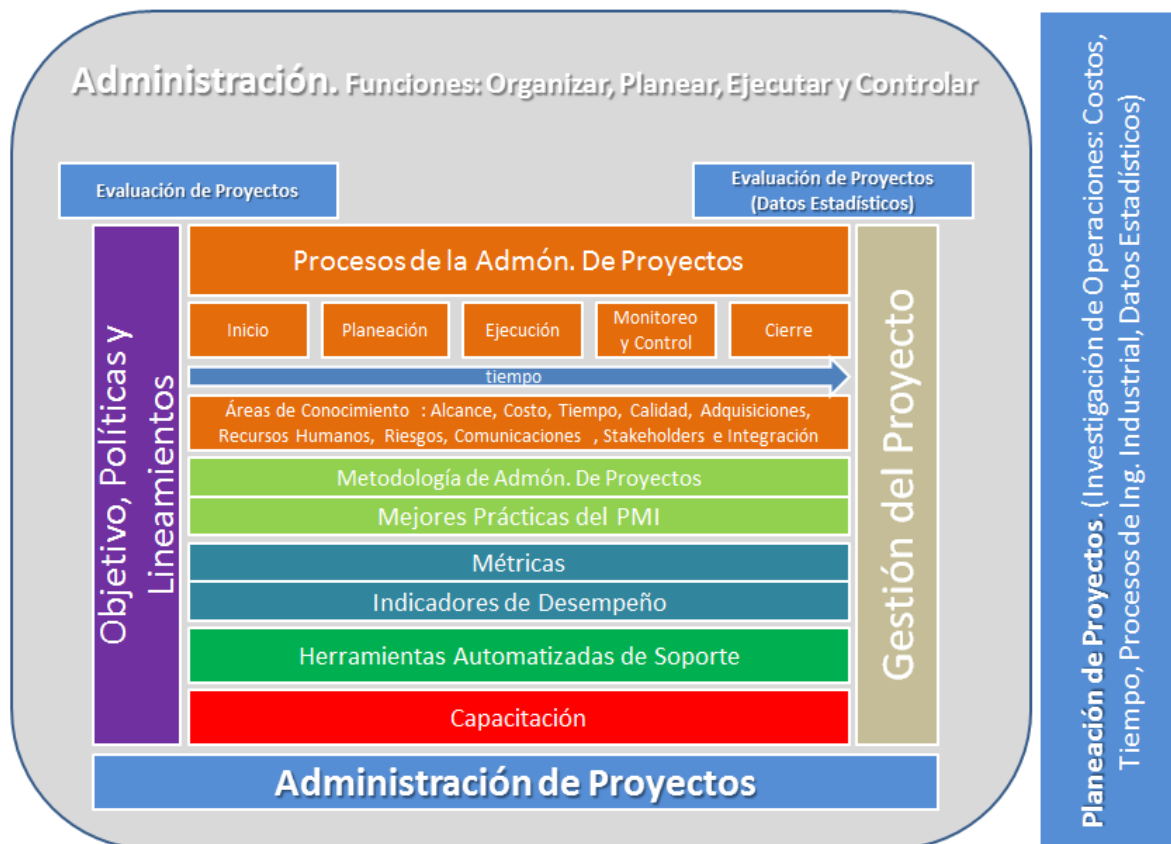 Administración. Funciones: Organizar, Planear, Ejecutar y Controlar
Evaluación de Proyectos
Evaluación de Proyectos
(Datos Estadísticos)
Objetivo, Políticas y
Lineamientos
Procesos de la Admón. De Proyectos
Inicio
Planeación
Ejecución
Monitoreo
y Control
Cierre
tiempo
Áreas de Conocimiento : Alcance, Costo, Tiempo, Calidad, Adquisiciones,
Recursos Humanos, Riesgos, Comunicaciones , Stakeholders e Integración
Metodología de Admón. De Proyectos
Mejores Prácticas del PMI
Métricas
Indicadores de Desempeño
Herramientas Automatizadas de Soporte
Capacitación
Gestión del Proyecto
Administración de Proyectos
Planeación de Proyectos. (Investigación de Operaciones: Costos,
Tiempo, Procesos de Ing. Industrial, Datos Estadísticos)